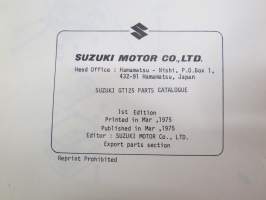 SUZUKI MOTOR CO., LTD.
Head Office : Hamamatsu - Nishi, P.O.Box 1,
432-91 Hamamatsu, Japan
SUZUKI GT125 PARTS CATALOGUE
1st Edition
Printed in Mar ,1975
Published in Mar ,1975
Editor : SUZUKI MOTOR Co., LTD.
Export parts section
Reprint Prohibited